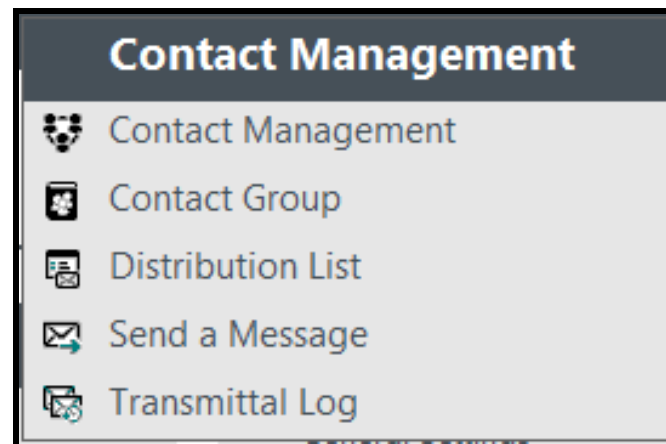 Contact Management
Contact Management
Contact Group
Distribution List
Send a Message
Transmittal Log